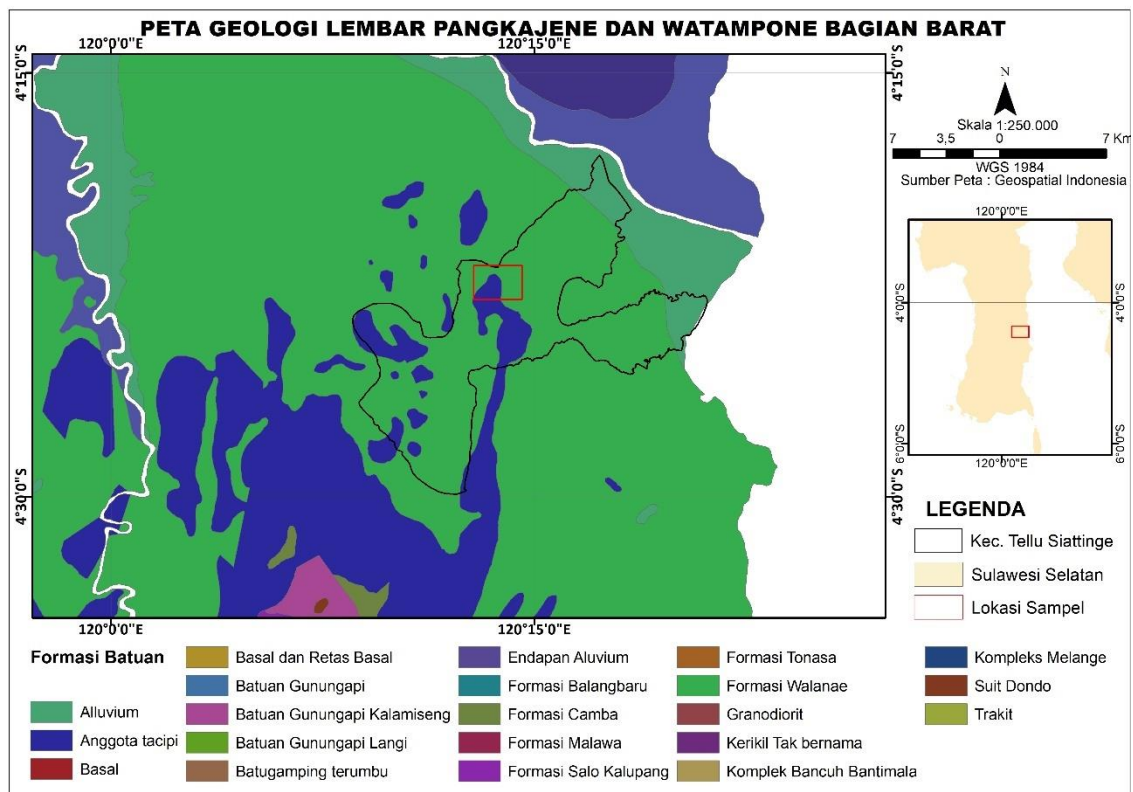 PETA GEOLOGI LEMBAR PANGKAJENE DAN WATAMPONE BAGIAN BARAT
120°0'0"E
120°15'0"E
4°15'0"S
4°15'0"S
4°30'0"S
4°30'0"S
120°0'0"E
120°15'0"E
N
Skala 1:250.000
7 3,5 0 7 Km
WGS 1984
Sumber Peta : Geospatial Indonesia
120°0'0"E
4°0'0"S
4°0'0"S
6°0'0"S
6°0'0"S
120°0'0"E
LEGENDA
Kec. Tellu Siattinge
Sulawesi Selatan
Lokasi Sampel
Formasi Batuan
Alluvium
Anggota tacipi
Basal
Basal dan Retas Basal
Batuan Gunungapi
Batuan Gunungapi Kalamiseng
Batuan Gunungapi Langi
Batugamping terumbu
Endapan Aluvium
Formasi Balangbaru
Formasi Camba
Formasi Malawa
Formasi Salo Kalupang
Formasi Tonasa
Formasi Walanae
Granodiorit
Kerikil Tak bernama
Komplek Bancuh Bantimala
Kompleks Melange
Suit Dondo
Trakit